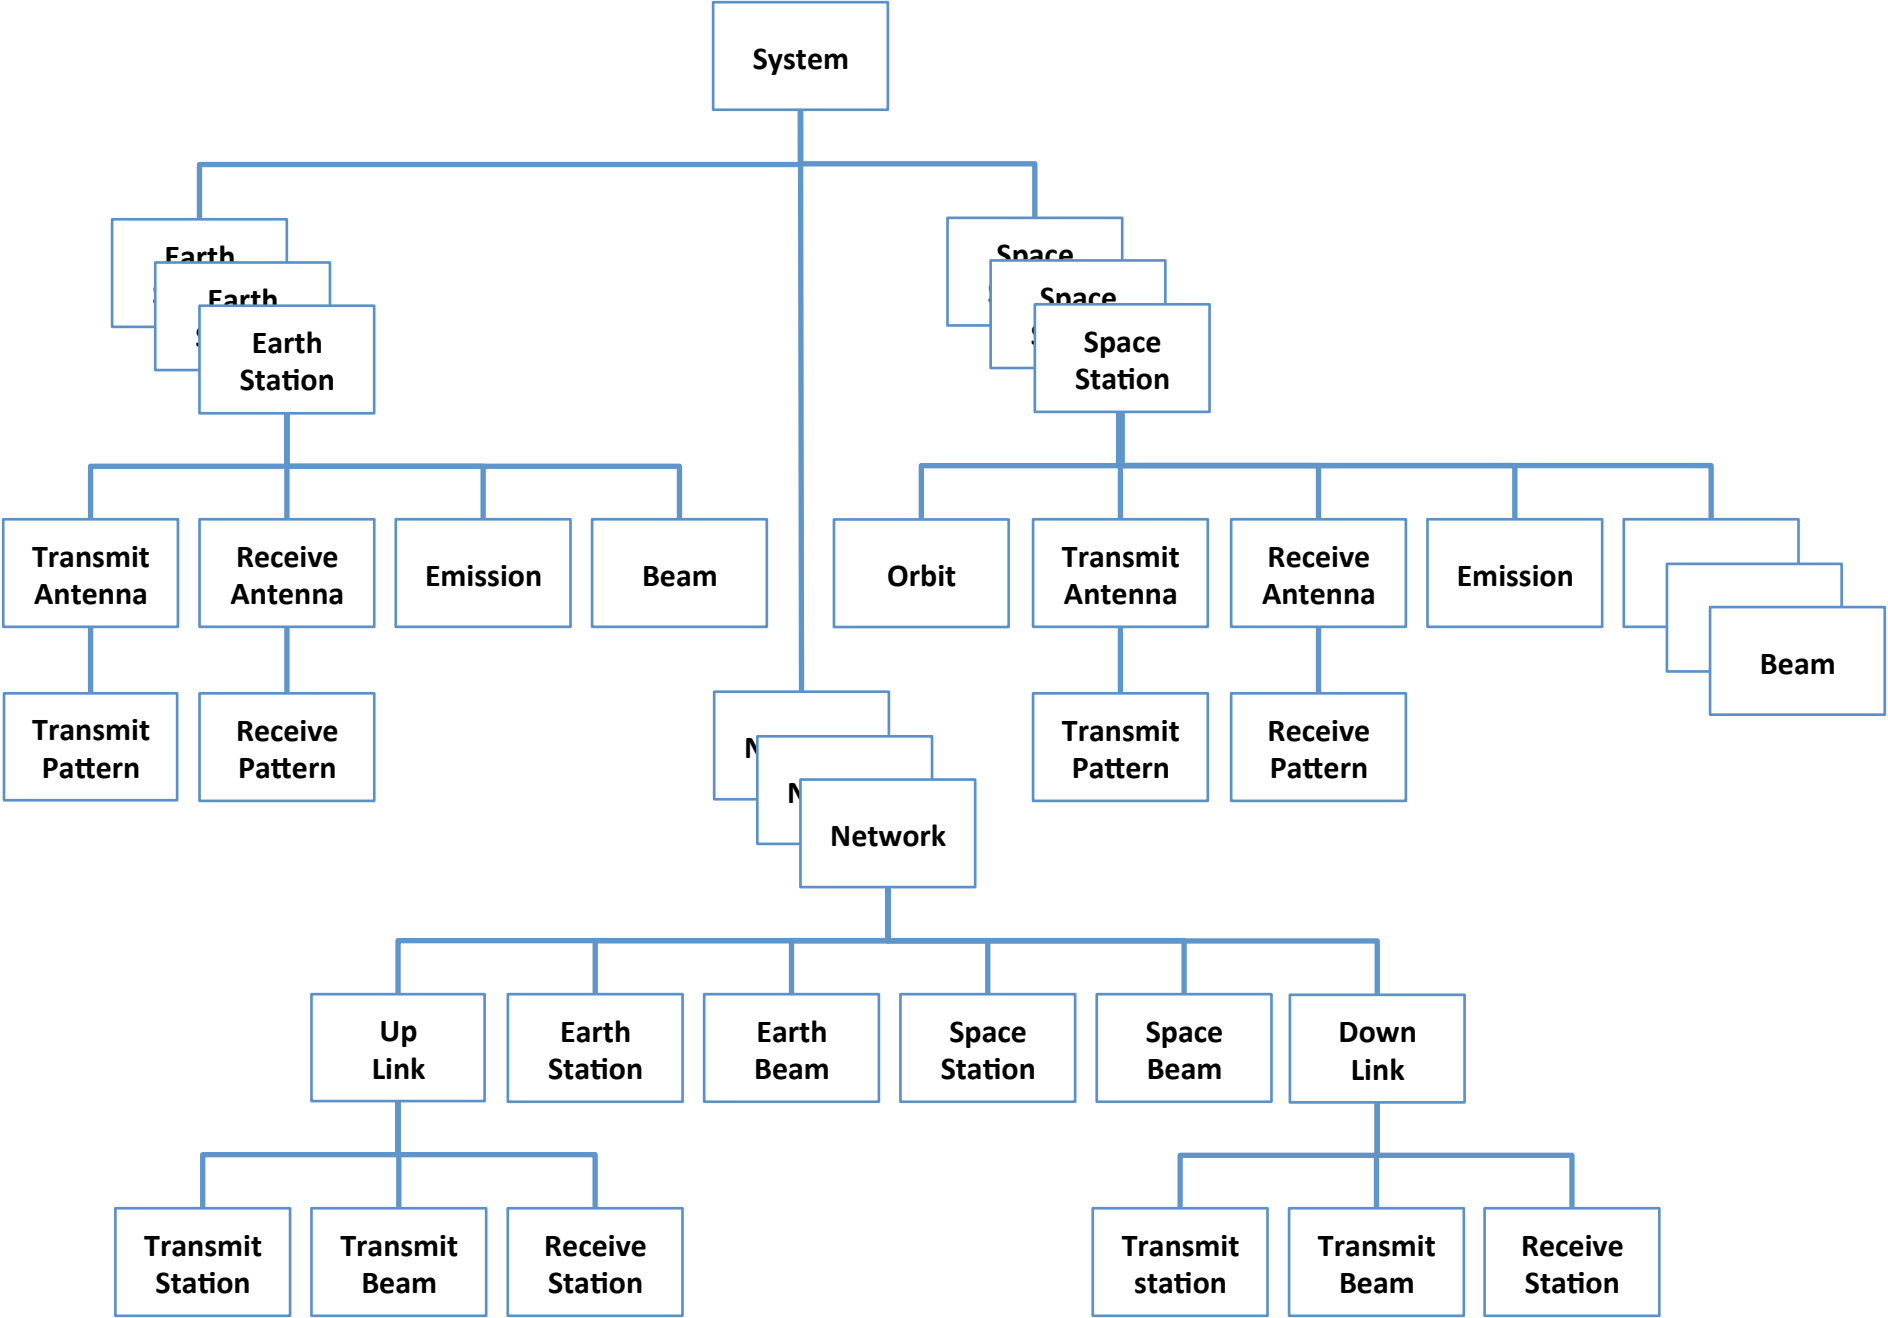 System
Earth
Earth
Earth
Station
Space
Space
Space
Station
Transmit
Antenna
Receive
Antenna
Emission
Beam
Orbit
Transmit
Antenna
Receive
Antenna
Emission
Beam
Transmit
Pattern
Receive
Pattern
Transmit
Pattern
Receive
Pattern
Network
Up
Link
Earth
Station
Earth
Beam
Space
Station
Space
Beam
Down
Link
Transmit
Station
Transmit
Beam
Receive
Station
Transmit
station
Transmit
Beam
Receive
Station